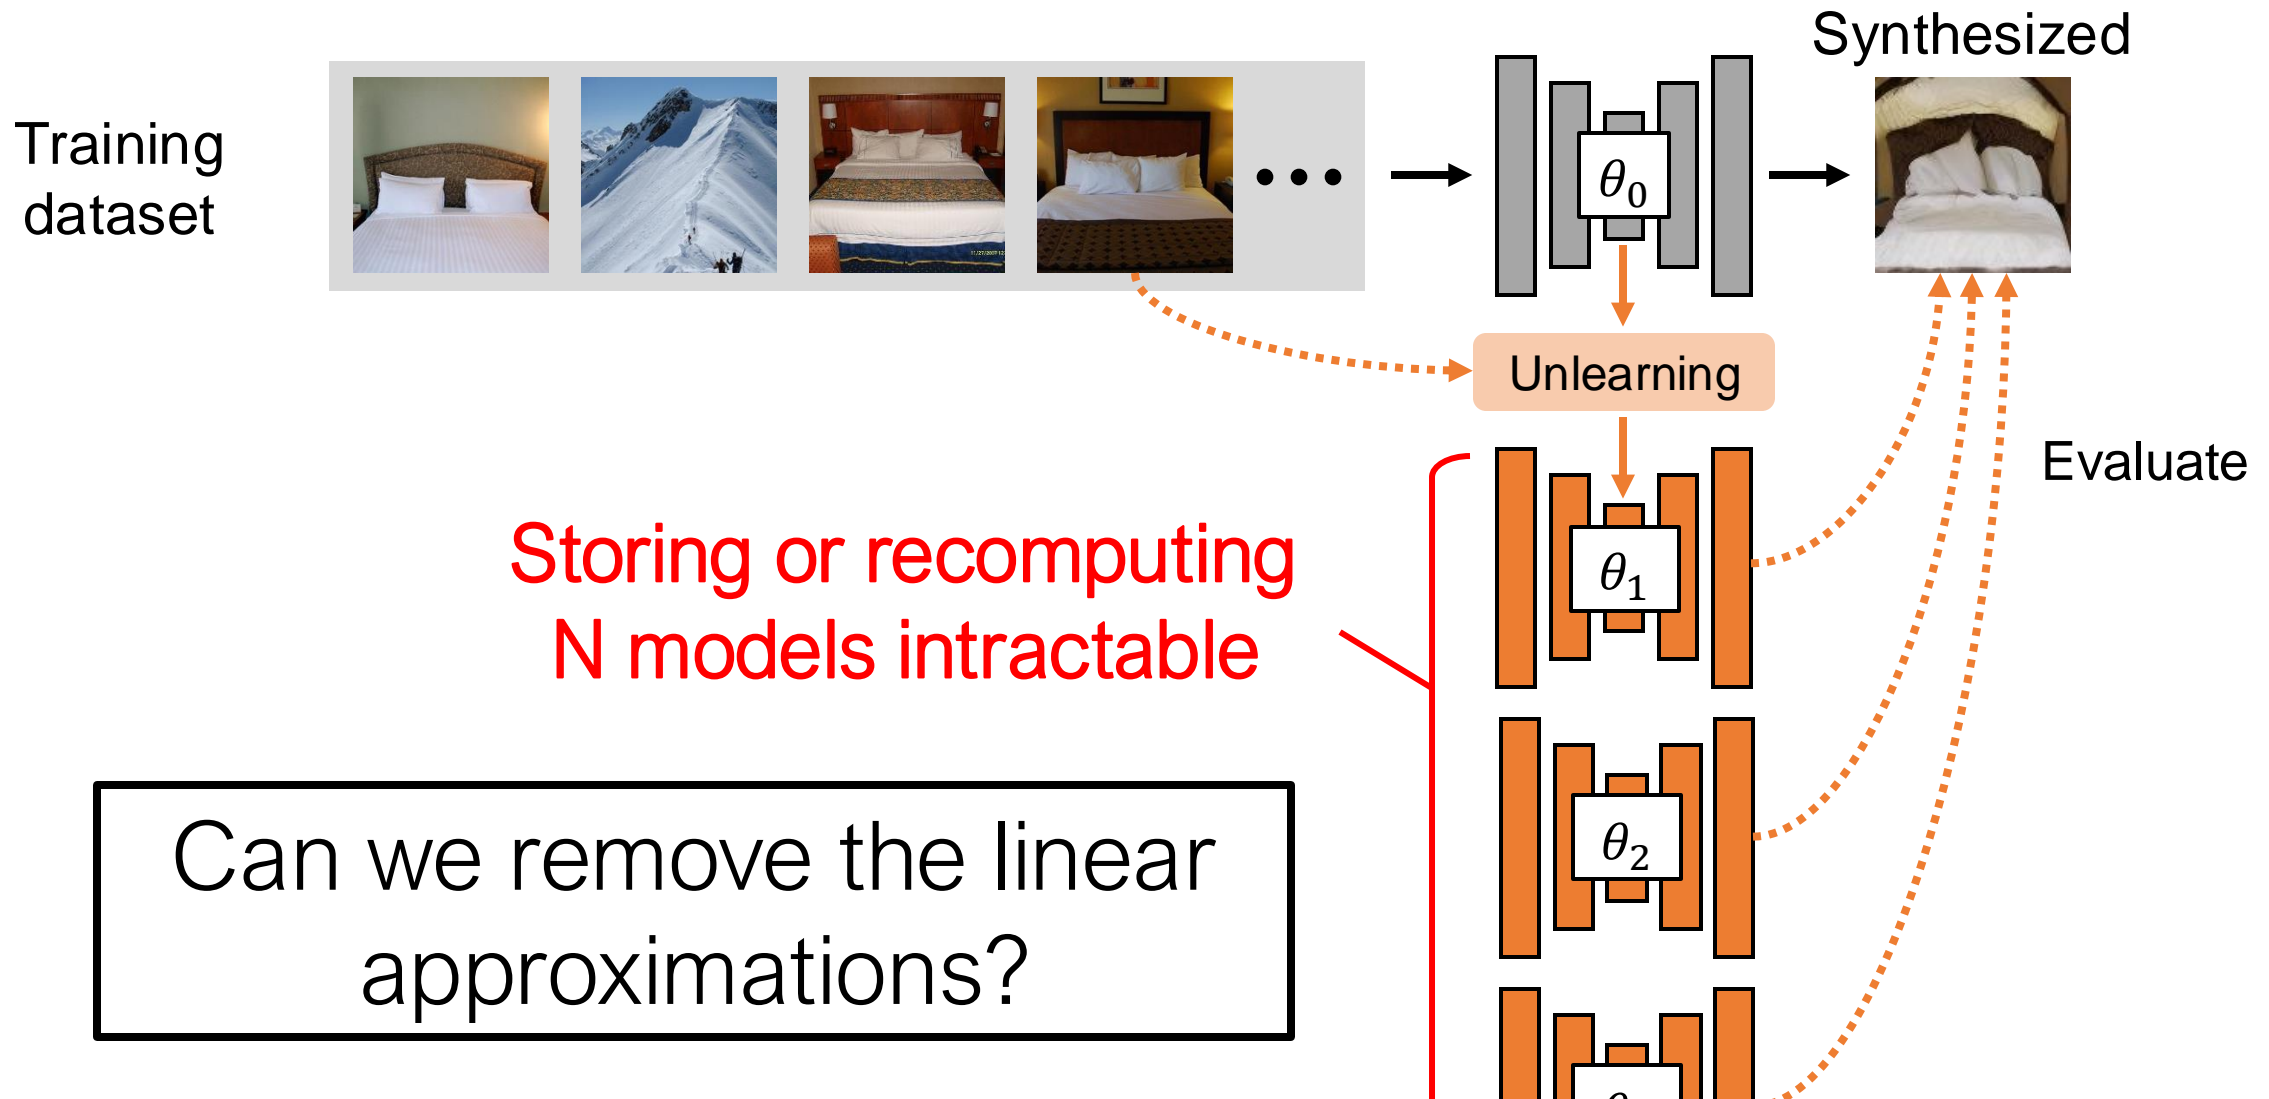 Synthesized
Training
dataset
θ₀
Unlearning
Evaluate
Storing or recomputing
N models intractable
θ₁
θ₂
Can we remove the linear
approximations?